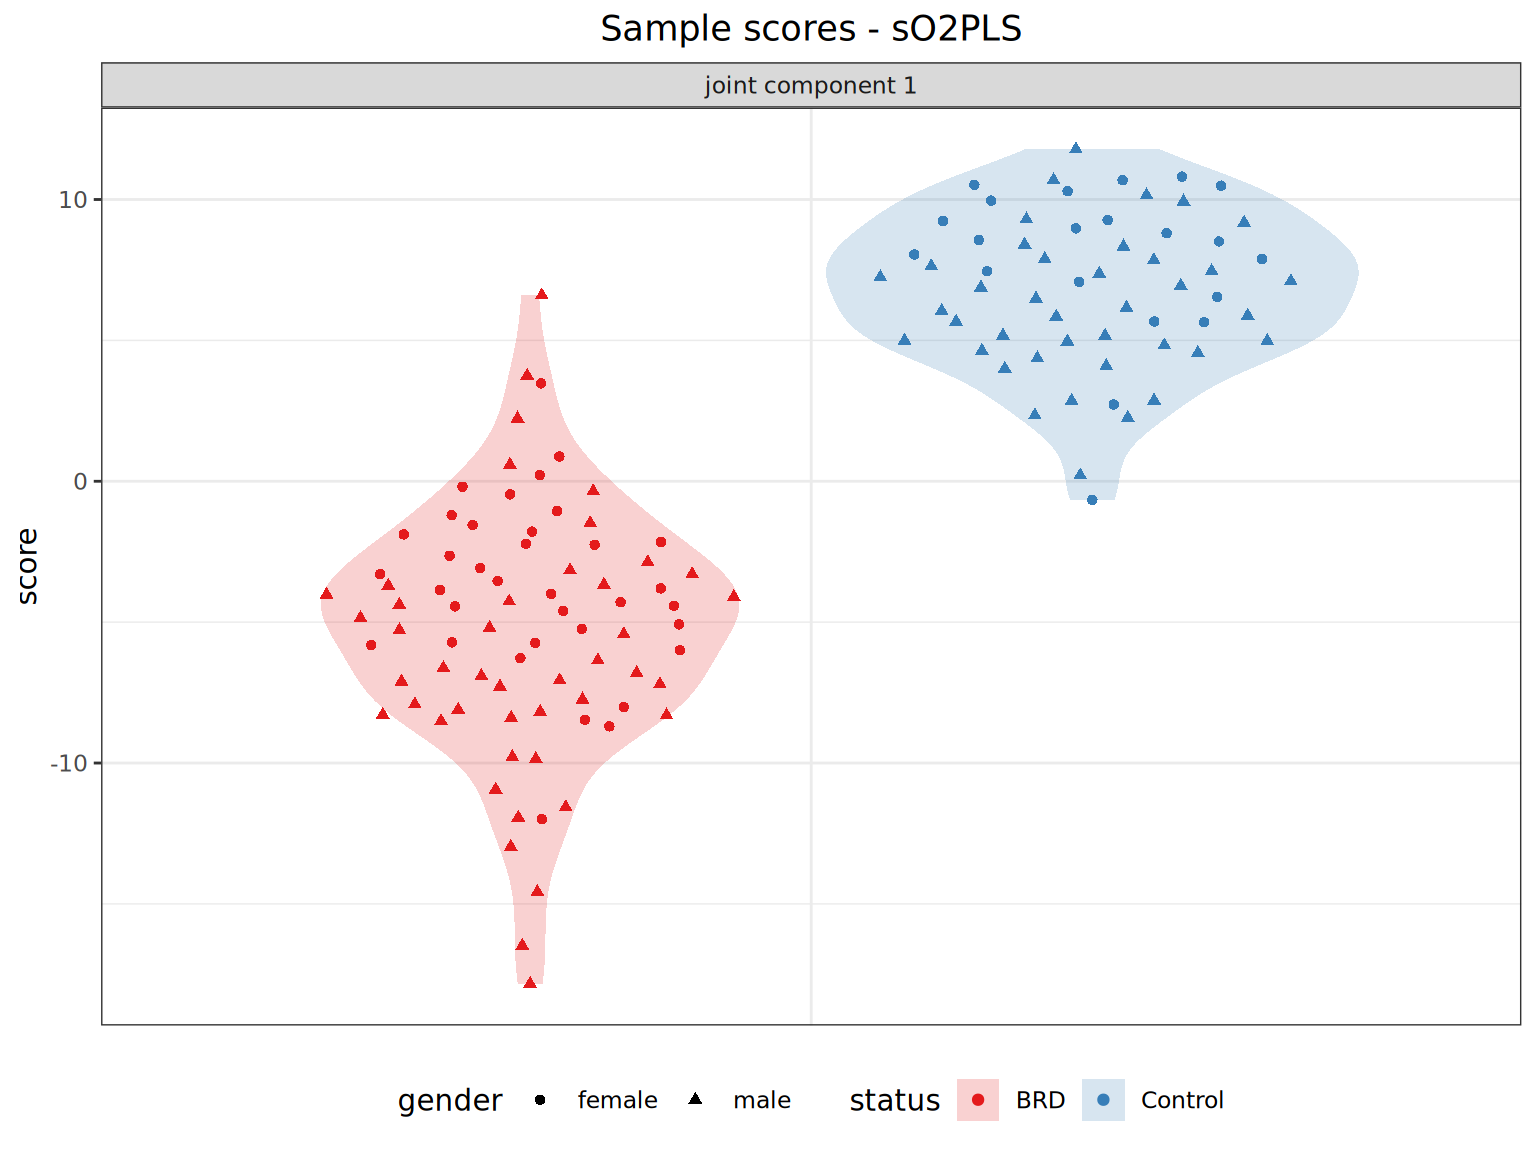 Sample scores - sO2PLS
joint component 1
10
0
-10
score
gender female male status BRD Control